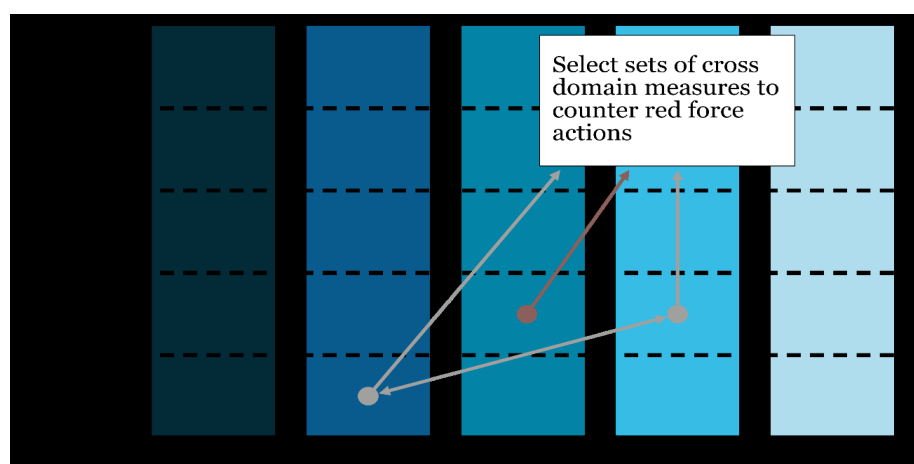 Select sets of cross
domain measures to
counter red force
actions